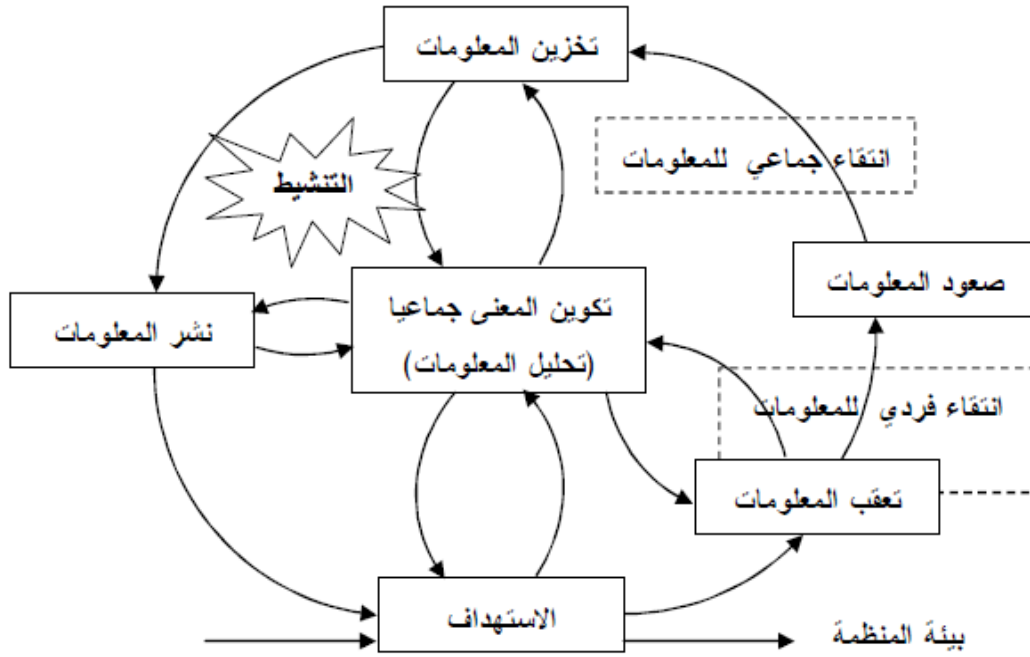 تخزين المعلومات
انتقاء جماعي للمعلومات
التنشيط
صعود المعلومات
تكوين المعنى جماعيا
(تحليل المعلومات)
نشر المعلومات
انتقاء فردي للمعلومات
تعقب المعلومات
الاستهداف
بيئة المنظمة